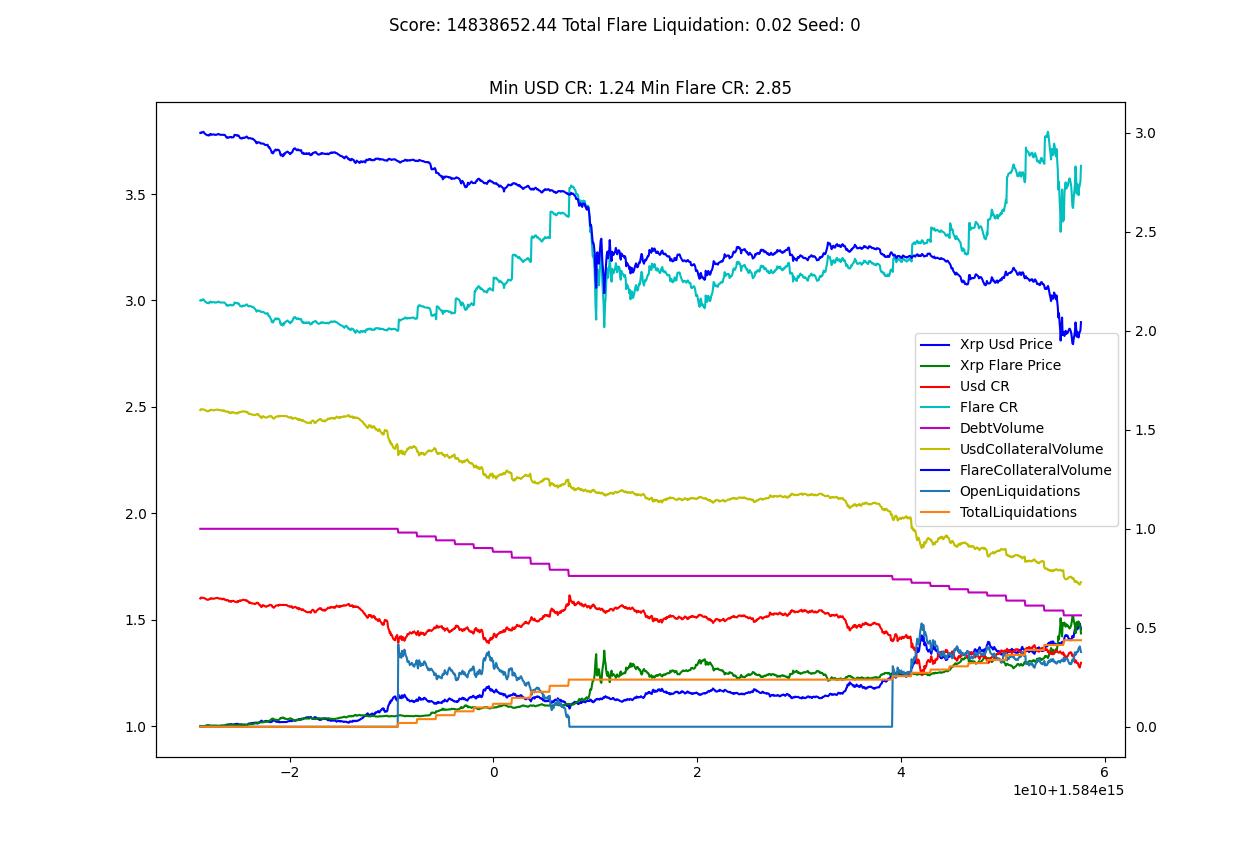 Score: 14838652.44 Total Flare Liquidation: 0.02 Seed: 0
Min USD CR: 1.24 Min Flare CR: 2.85
3.5
3.0
2.5
2.0
1.5
1.0
3.0
2.5
2.0
1.5
1.0
0.5
0.0
Xrp Usd Price
Xrp Flare Price
Usd CR
Flare CR
DebtVolume
UsdCollateralVolume
FlareCollateralVolume
OpenLiquidations
TotalLiquidations
−2
0
2
4
6
1e10+1.584e15